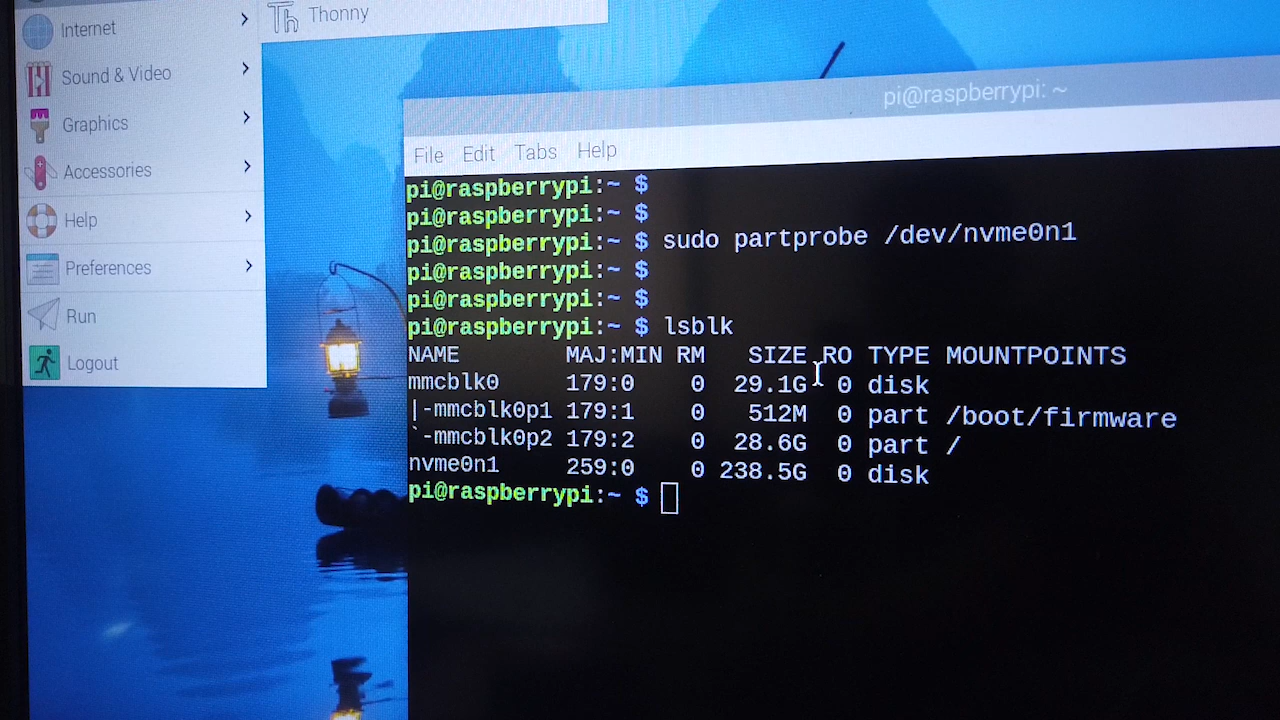 Internet
Sound & Video
Graphics
Accessories
Help
Preferences
Run
Logout
Th Thonny
pi@raspberrypi: ~
File Edit Tabs Help
pi@raspberrypi:~ $
pi@raspberrypi:~ $
pi@raspberrypi:~ $ sudo partprobe /dev/nvme0n1
pi@raspberrypi:~ $
pi@raspberrypi:~ $
pi@raspberrypi:~ $ lsblk
NAME MAJ:MIN RM SIZE RO TYPE MOUNTPOINTS
mmcblk0 179:0 0 29.1G 0 disk
|-mmcblk0p1 179:1 0 512M 0 part /boot/firmware
`-mmcblk0p2 179:2 0 28.6G 0 part /
nvme0n1 259:0 0 238.5G 0 disk
pi@raspberrypi:~ $